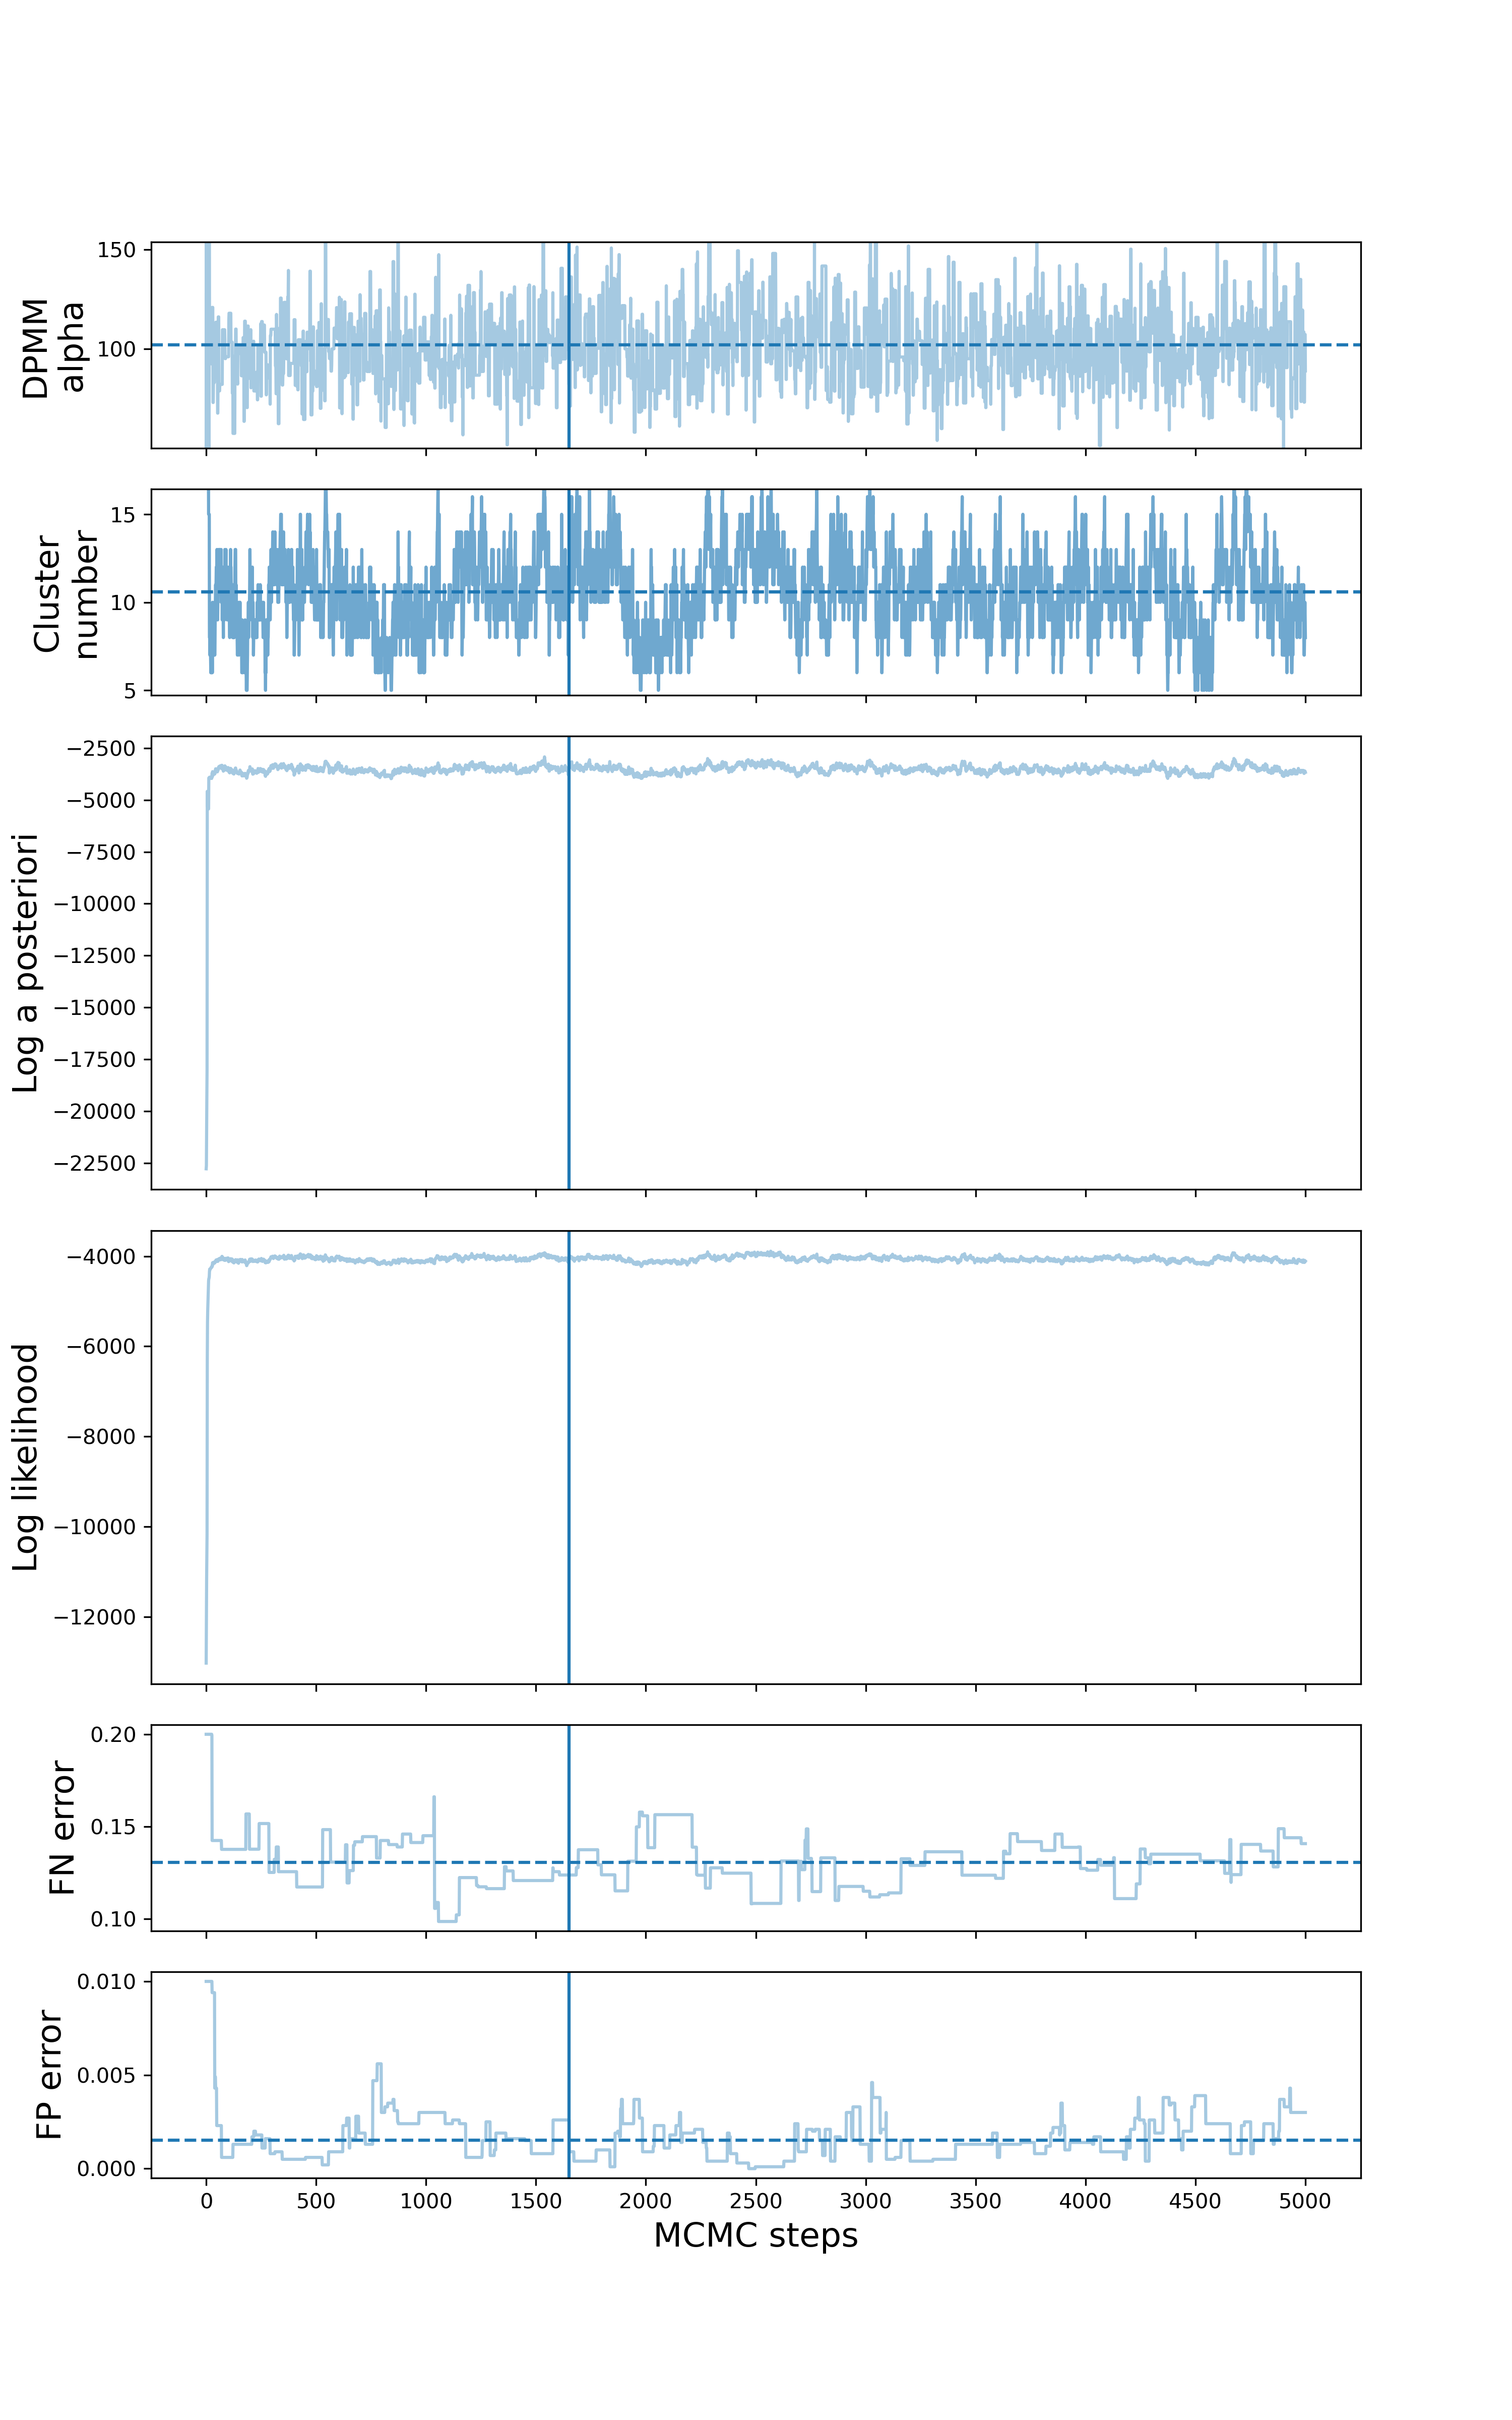 DPMM
alpha
150
100
Cluster
number
15
10
5
Log a posteriori
−2500
−5000
−7500
−10000
−12500
−15000
−17500
−20000
−22500
Log likelihood
−4000
−6000
−8000
−10000
−12000
FN error
0.20
0.15
0.10
FP error
0.010
0.005
0.000
0 500 1000 1500 2000 2500 3000 3500 4000 4500 5000
MCMC steps